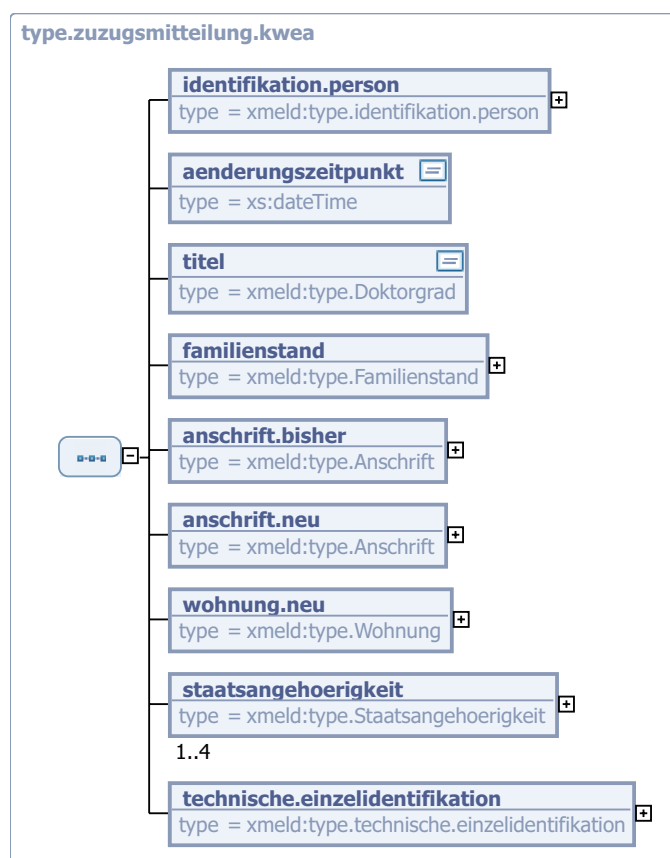 type.zuzugsmitteilung.kwea
identifikation.person
type = xmeld:type.identifikation.person
aenderungszeitpunkt
type = xs:dateTime
titel
type = xmeld:type.Doktorgrad
familienstand
type = xmeld:type.Familienstand
anschrift.bisher
type = xmeld:type.Anschrift
anschrift.neu
type = xmeld:type.Anschrift
wohnung.neu
type = xmeld:type.Wohnung
staatsangehoerigkeit
type = xmeld:type.Staatsangehoerigkeit
1..4
technische.einzelidentifikation
type = xmeld:type.technische.einzelidentifikation